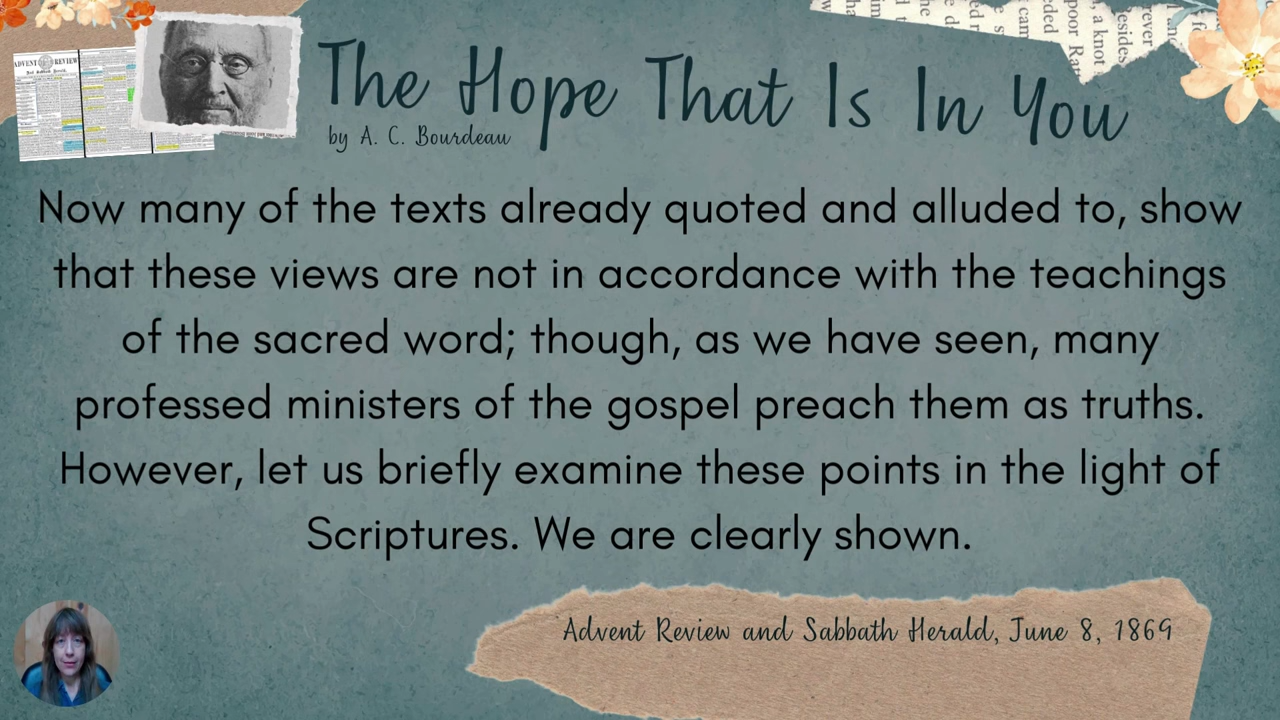 ADVENT REVIEW
The Hope That Is In You
by A. C. Bourdeau
Now many of the texts already quoted and alluded to, show
that these views are not in accordance with the teachings
of the sacred word; though, as we have seen, many
professed ministers of the gospel preach them as truths.
However, let us briefly examine these points in the light of
Scriptures. We are clearly shown.
Advent Review and Sabbath Herald, June 8, 1869